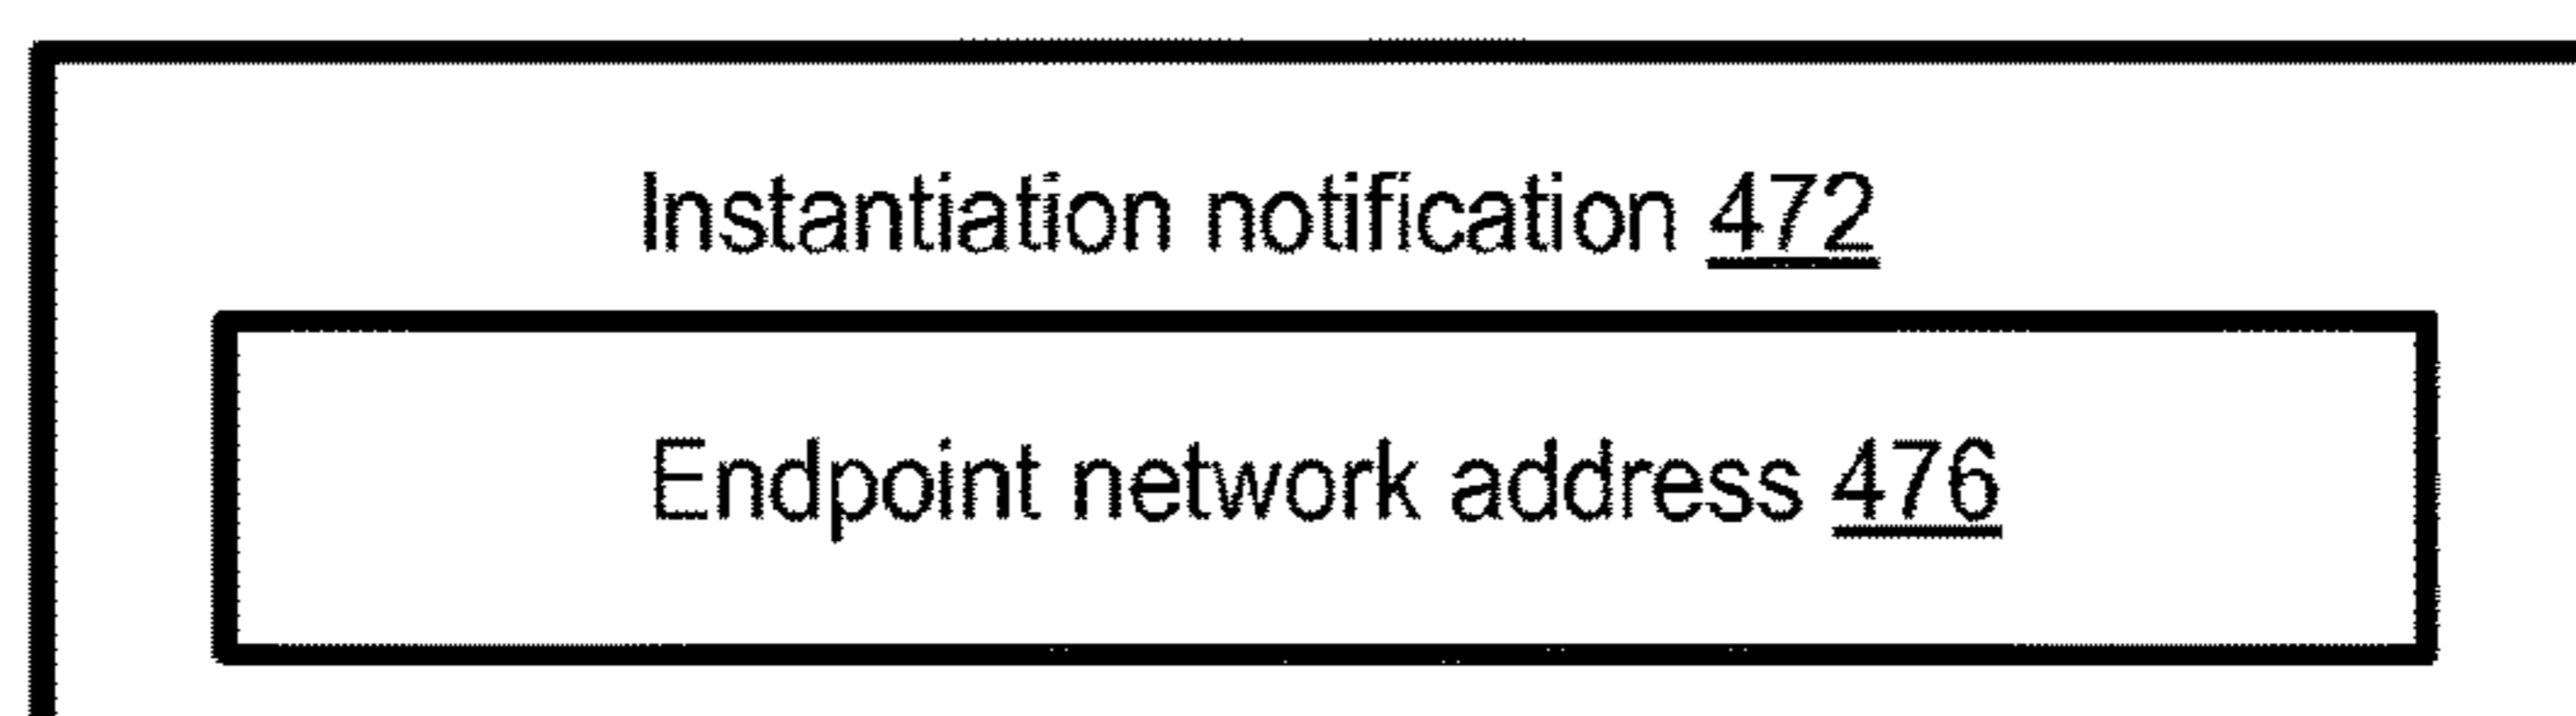 Instantiation notification 472
Endpoint network address 476